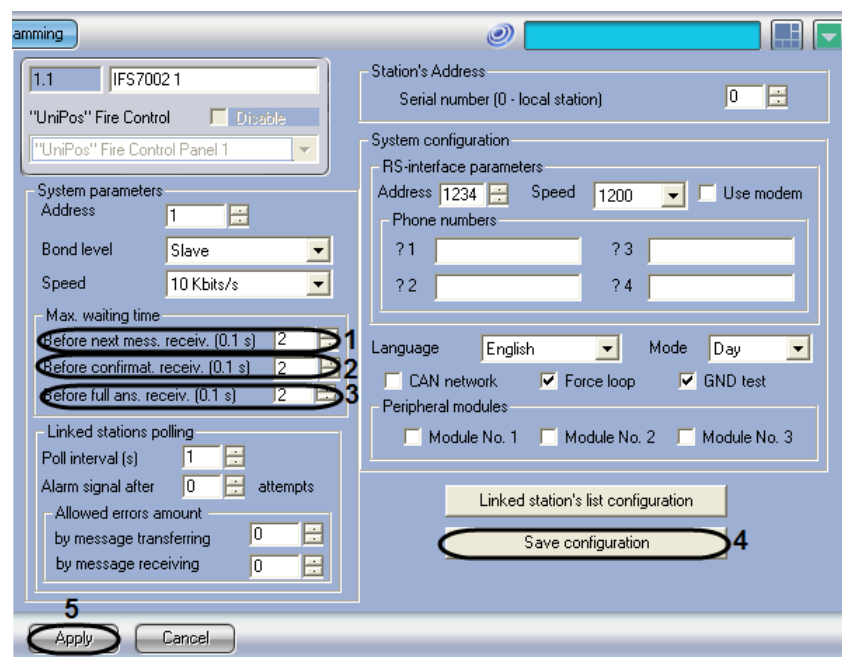 amming
1.1 IFS7002 1
"UniPos" Fire Control Disable
"UniPos" Fire Control Panel 1
System parameters
Address 1
Bond level Slave
Speed 10 Kbits/s
Max. waiting time
Before next mess. receiv. (0.1 s) 2 1
Before confirmat. receiv. (0.1 s) 2 2
Before full ans. receiv. (0.1 s) 2 3
Linked stations polling
Poll interval (s) 1
Alarm signal after 0 attempts
Allowed errors amount
by message transferring 0
by message receiving 0
Station's Address
Serial number (0 - local station) 0
System configuration
RS-interface parameters
Address 1234 Speed 1200 Use modem
Phone numbers
? 1 ? 3
? 2 ? 4
Language English Mode Day
CAN network Force loop GND test
Peripheral modules
Module No. 1 Module No. 2 Module No. 3
Linked station's list configuration
Save configuration 4
5
Apply Cancel